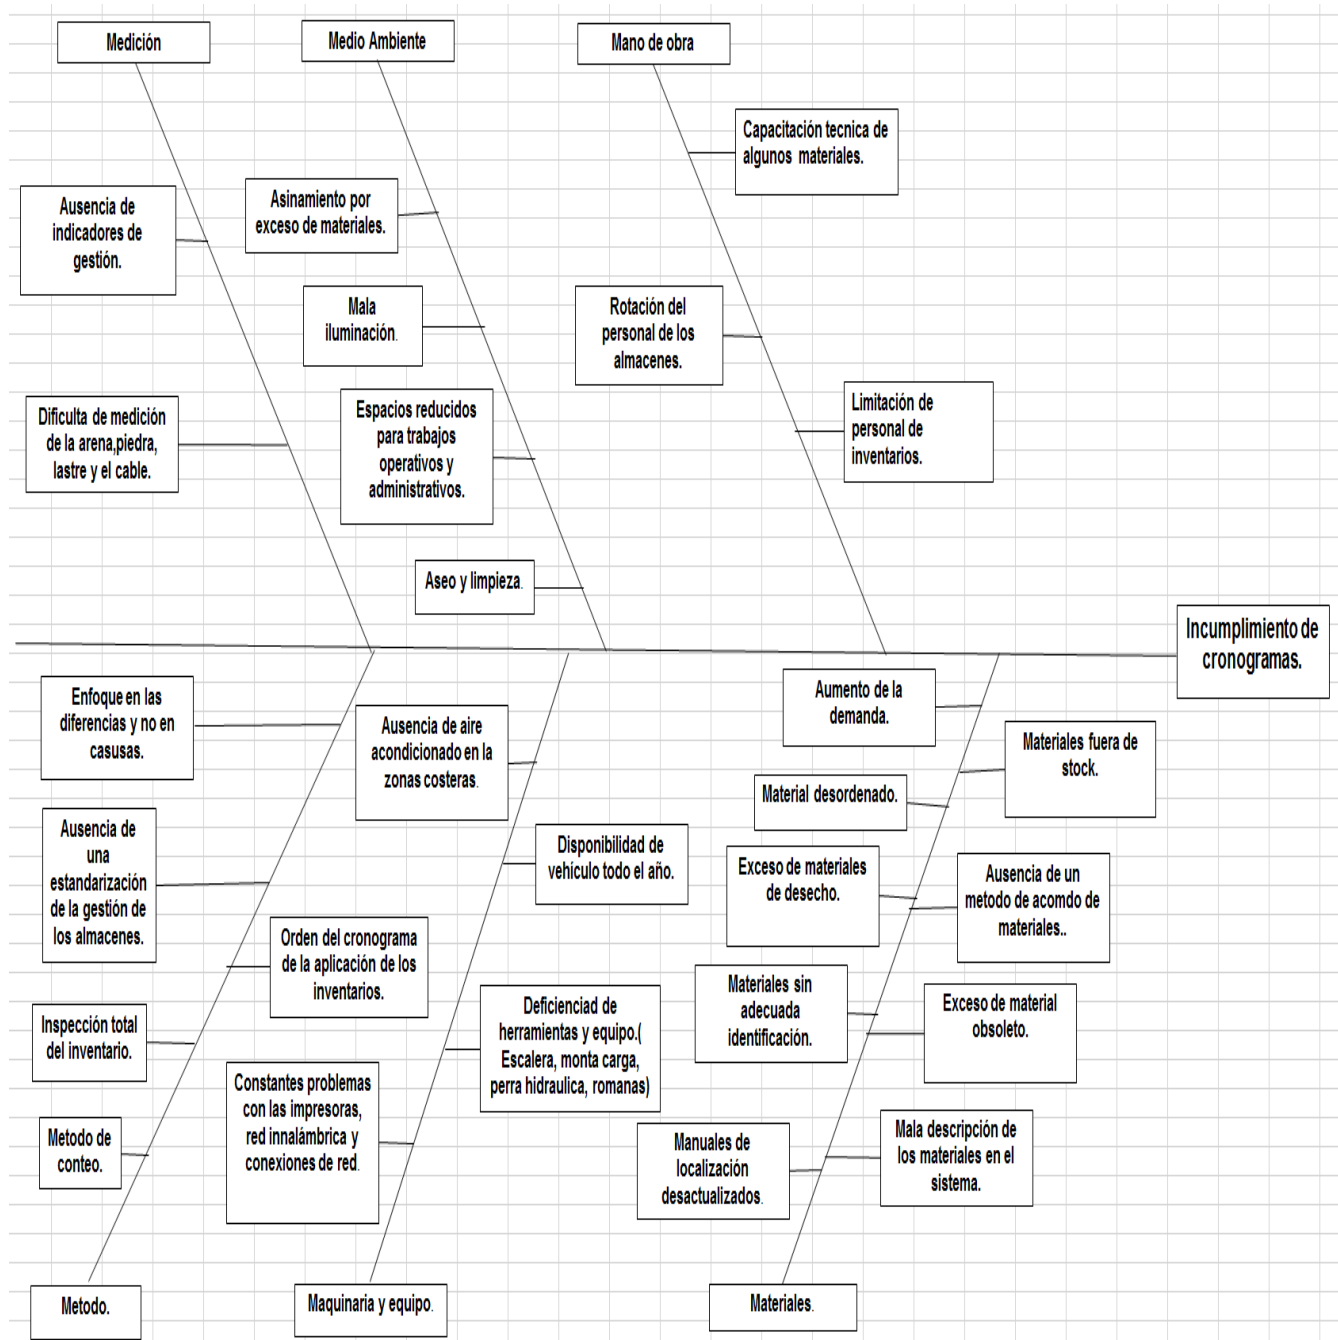 Medición
Medio Ambiente
Mano de obra
Capacitación tecnica de
algunos materiales.
Ausencia de
indicadores de
gestión.
Asinamiento por
exceso de materiales.
Mala
iluminación.
Rotación del
personal de los
almacenes.
Dificulta de medición
de la arena,piedra,
lastre y el cable.
Espacios reducidos
para trabajos
operativos y
administrativos.
Limitación de
personal de
inventarios.
Aseo y limpieza.
Incumplimiento de
cronogramas.
Enfoque en las
diferencias y no en
casusas.
Ausencia de aire
acondicionado en la
zonas costeras.
Aumento de la
demanda.
Materiales fuera de
stock.
Material desordenado.
Ausencia de
una
estandarización
de la gestión de
los almacenes.
Disponibilidad de
vehículo todo el año.
Exceso de materiales
de desecho.
Ausencia de un
metodo de acomdo de
materiales..
Orden del cronograma
de la aplicación de los
inventarios.
Inspección total
del inventario.
Deficienciad de
herramientas y equipo.(
Escalera, monta carga,
perra hidraulica, romanas)
Materiales sin
adecuada
identificación.
Exceso de material
obsoleto.
Constantes problemas
con las impresoras,
red innalámbrica y
conexiones de red.
Metodo de
conteo.
Manuales de
localización
desactualizados.
Mala descripción de
los materiales en el
sistema.
Metodo.
Maquinaria y equipo.
Materiales.